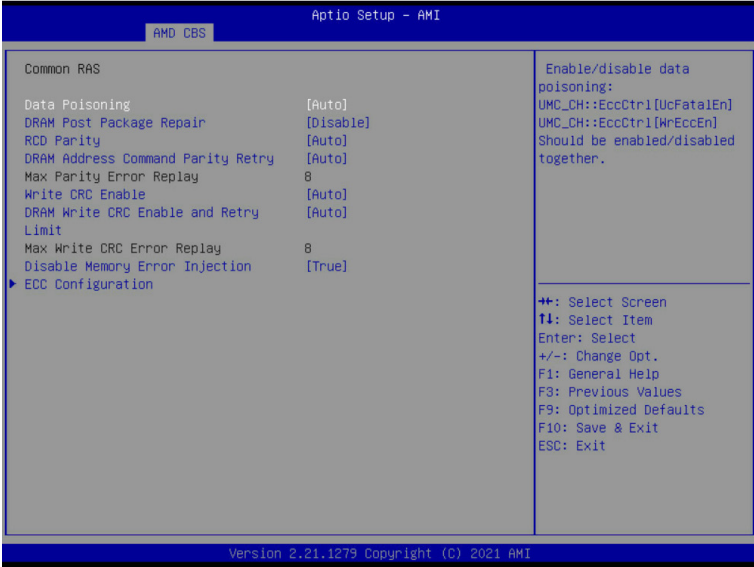 Aptio Setup – AMI
AMD CBS
Common RAS
Data Poisoning [Auto]
DRAM Post Package Repair [Disable]
RCD Parity [Auto]
DRAM Address Command Parity Retry [Auto]
Max Parity Error Replay 8
Write CRC Enable [Auto]
DRAM Write CRC Enable and Retry [Auto]
Limit
Max Write CRC Error Replay 8
Disable Memory Error Injection [True]
ECC Configuration
Enable/disable data
poisoning:
UMC_CH::EccCtrl[UcFatalEn]
UMC_CH::EccCtrl[WrEccEn]
Should be enabled/disabled
together.
→←: Select Screen
↑↓: Select Item
Enter: Select
+/-: Change Opt.
F1: General Help
F3: Previous Values
F9: Optimized Defaults
F10: Save & Exit
ESC: Exit
Version 2.21.1279 Copyright (C) 2021 AMI